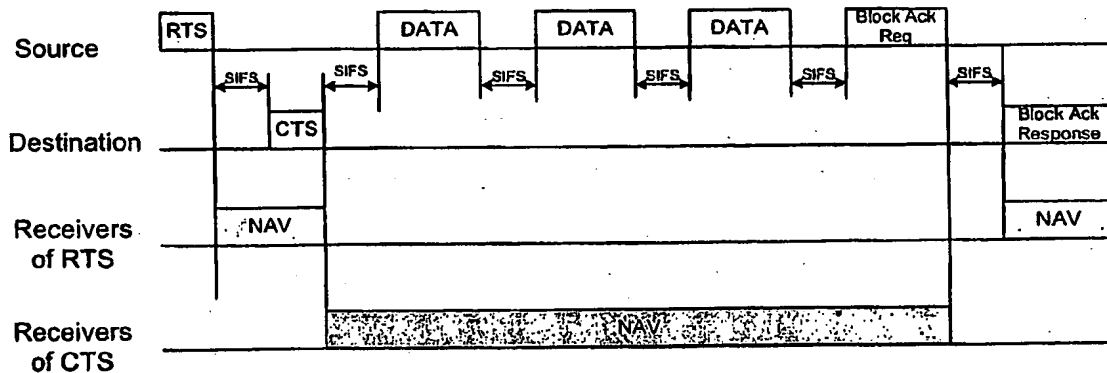 RTS
DATA
DATA
DATA
Block Ack
Req
Source
SIFS
SIFS
SIFS
SIFS
SIFS
SIFS
CTS
Block Ack
Response
Destination
NAV
NAV
Receivers
of RTS
NAV
Receivers
of CTS